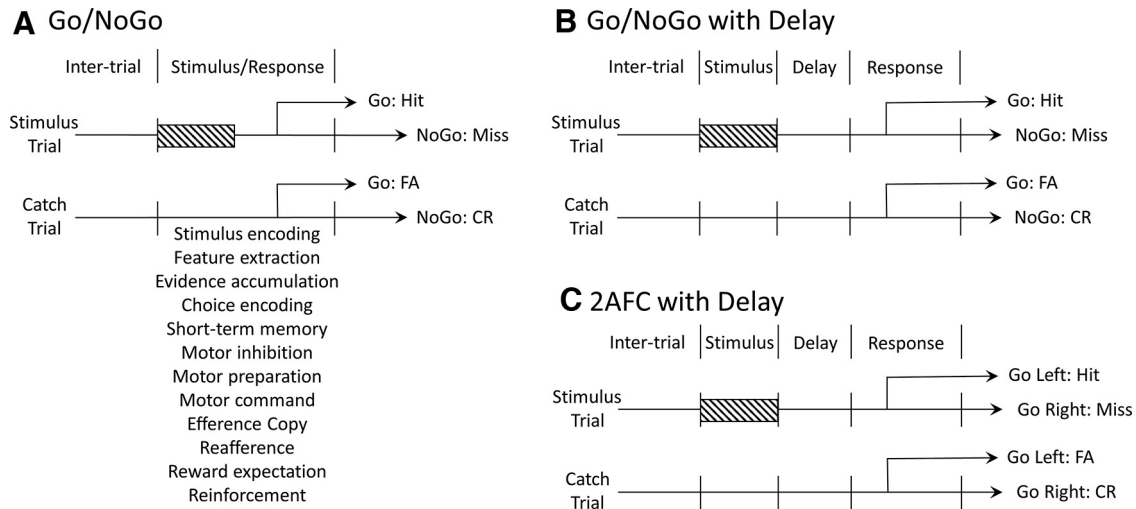 A Go/NoGo
Inter-trial Stimulus/Response
Stimulus
Trial
Go: Hit
NoGo: Miss
Catch
Trial
Go: FA
NoGo: CR
Stimulus encoding
Feature extraction
Evidence accumulation
Choice encoding
Short-term memory
Motor inhibition
Motor preparation
Motor command
Efference Copy
Reafference
Reward expectation
Reinforcement
B Go/NoGo with Delay
Inter-trial Stimulus Delay Response
Stimulus
Trial
Go: Hit
NoGo: Miss
Catch
Trial
Go: FA
NoGo: CR
C 2AFC with Delay
Inter-trial Stimulus Delay Response
Stimulus
Trial
Go Left: Hit
Go Right: Miss
Catch
Trial
Go Left: FA
Go Right: CR